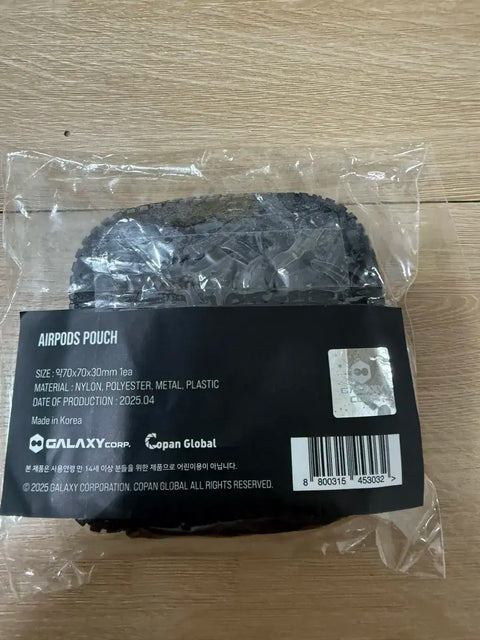 AIRPODS POUCH
SIZE : 약70x70x30mm 1ea
MATERIAL : NYLON, POLYESTER, METAL, PLASTIC
DATE OF PRODUCTION : 2025.04
Made in Korea
GALAXY CORP. Copan Global
본 제품은 사용연령 만 14세 이상 분들을 위한 제품으로 어린이용이 아닙니다.
© 2025 GALAXY CORPORATION. COPAN GLOBAL ALL RIGHTS RESERVED.
GALAXY
8 800315 453032 >